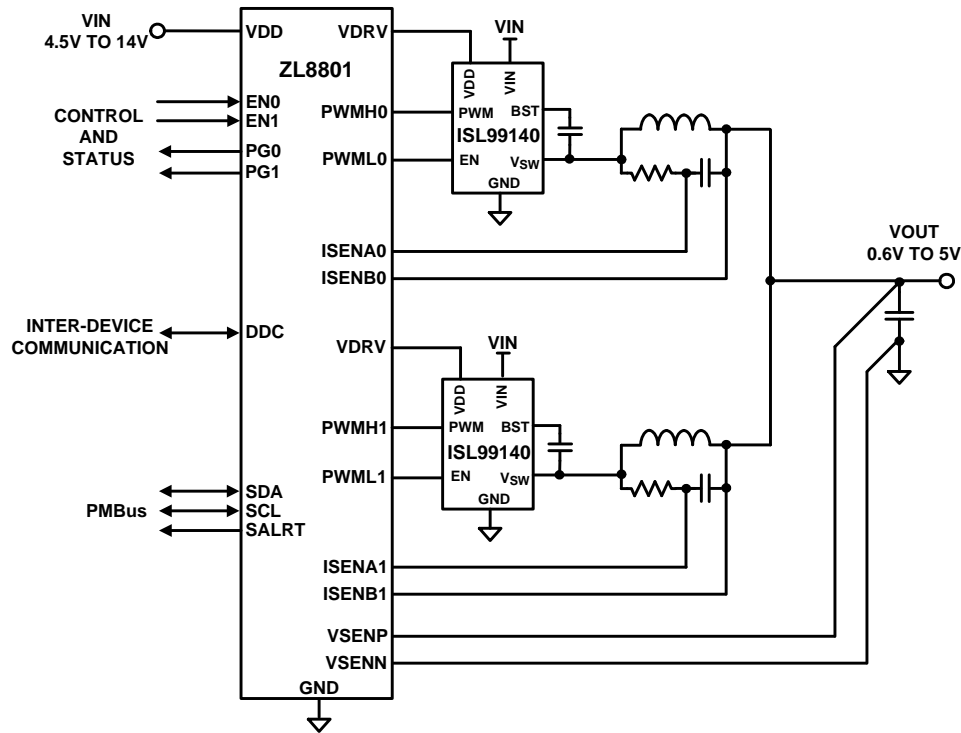 VIN
4.5V TO 14V
VDD
ZL8801
VDRV
VIN
VDD
VIN
CONTROL
AND
STATUS
EN0
EN1
PG0
PG1
PWMH0
PWM
BST
ISL99140
PWML0
EN
VSW
GND
ISENA0
ISENB0
VOUT
0.6V TO 5V
INTER-DEVICE
COMMUNICATION
DDC
VDRV
VIN
VDD
VIN
PWMH1
PWM
BST
ISL99140
PWML1
EN
VSW
GND
PMBus
SDA
SCL
SALRT
ISENA1
ISENB1
VSENP
VSENN
GND